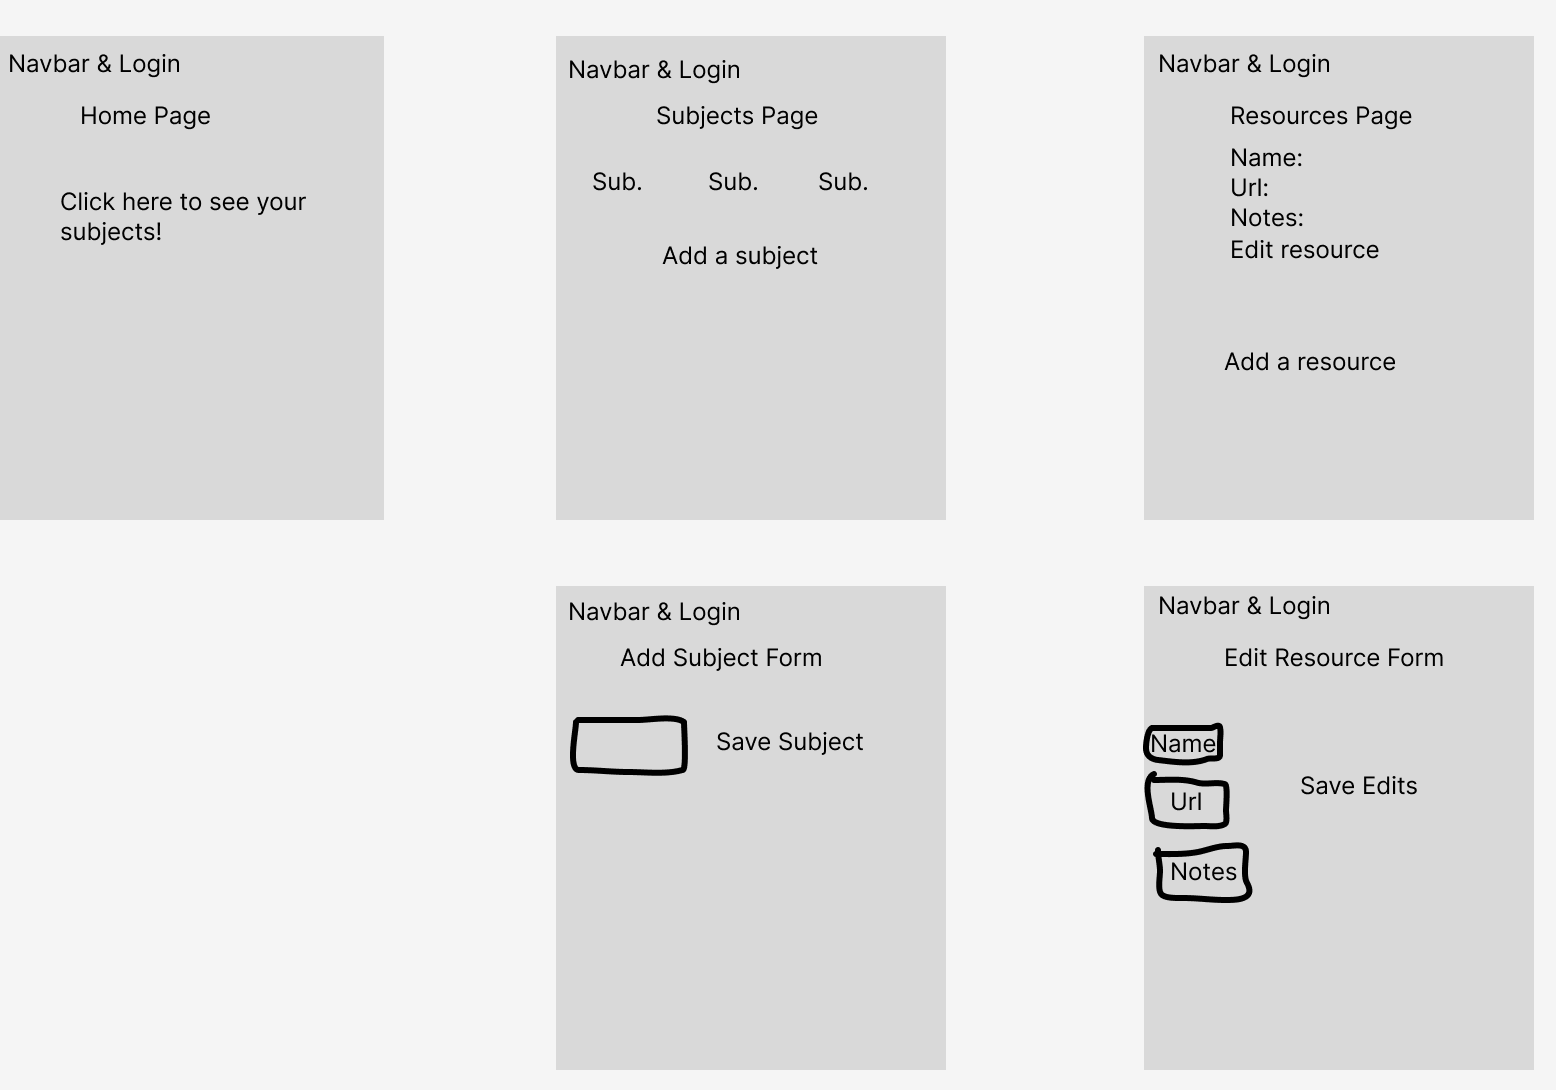 Navbar & Login
Home Page
Click here to see your
subjects!
Navbar & Login
Subjects Page
Sub.
Sub.
Sub.
Add a subject
Navbar & Login
Resources Page
Name:
Url:
Notes:
Edit resource
Add a resource
Navbar & Login
Add Subject Form
Save Subject
Navbar & Login
Edit Resource Form
Name
Url
Save Edits
Notes